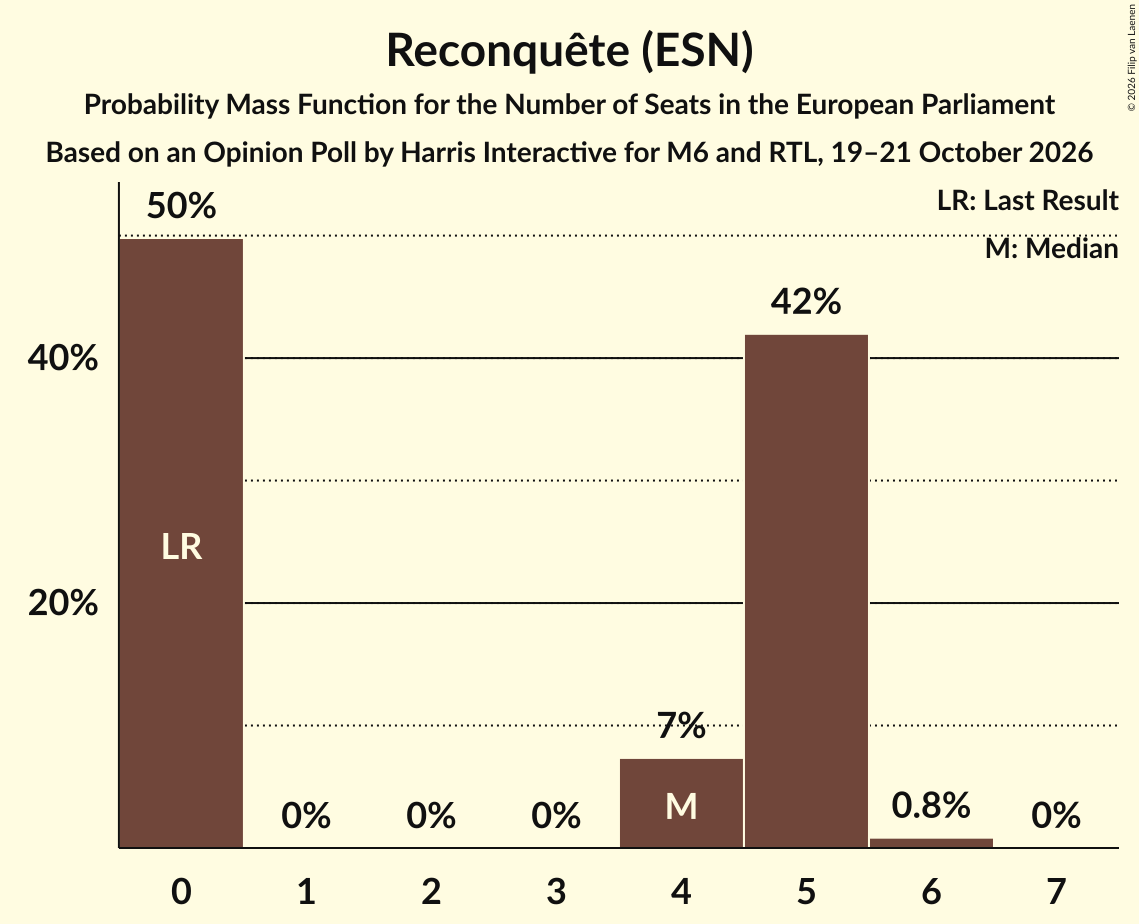 Reconquête (ESN)
Probability Mass Function for the Number of Seats in the European Parliament
Based on an Opinion Poll by Harris Interactive for M6 and RTL, 19–21 October 2026
© 2026 Filip van Laenen
LR: Last Result
M: Median
50%
42%
40%
LR
20%
7%
M
0%
0%
0%
0.8%
0%
0
1
2
3
4
5
6
7